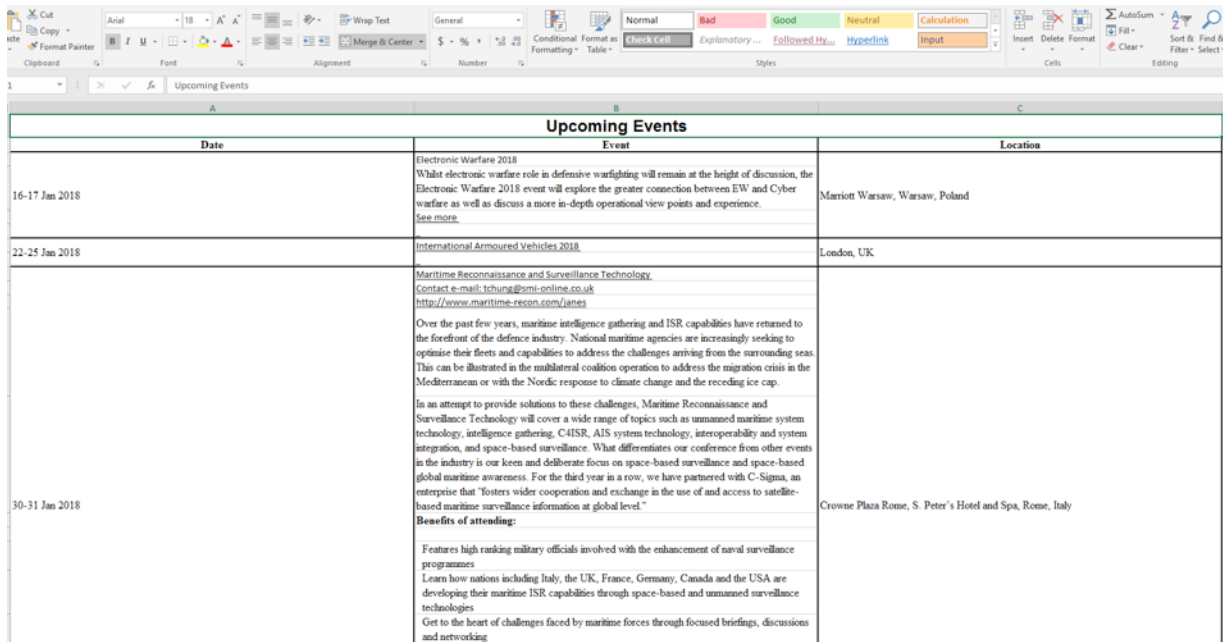 Cut
Arial
18
Wrap Text
General
Normal
Bad
Good
Neutral
Calculation
AutoSum
Copy
Fill
Format Painter
B I U
Merge & Center
$ - % ,
Conditional Format as
Formatting Table
Check Cell
Explanatory ...
Followed Hy...
Hyperlink
Input
Insert Delete Format
Clear
Sort & Find &
Filter Select
Clipboard
Font
Alignment
Number
Styles
Cells
Editing
1
fx
Upcoming Events
A
B
C
Upcoming Events
Date
Event
Location
16-17 Jan 2018
Electronic Warfare 2018
Whilst electronic warfare role in defensive warfighting will remain at the height of discussion, the
Electronic Warfare 2018 event will explore the greater connection between EW and Cyber
warfare as well as discuss a more in-depth operational view points and experience.
See more
Marriott Warsaw, Warsaw, Poland
22-25 Jan 2018
International Armoured Vehicles 2018
London, UK
30-31 Jan 2018
Maritime Reconnaissance and Surveillance Technology
Contact e-mail: tchung@smi-online.co.uk
http://www.maritime-recon.com/janes
Over the past few years, maritime intelligence gathering and ISR capabilities have returned to
the forefront of the defence industry. National maritime agencies are increasingly seeking to
optimise their fleets and capabilities to address the challenges arriving from the surrounding seas.
This can be illustrated in the multilateral coalition operation to address the migration crisis in the
Mediterranean or with the Nordic response to climate change and the receding ice cap.
In an attempt to provide solutions to these challenges, Maritime Reconnaissance and
Surveillance Technology will cover a wide range of topics such as unmanned maritime system
technology, intelligence gathering, C4ISR, AIS system technology, interoperability and system
integration, and space-based surveillance. What differentiates our conference from other events
in the industry is our keen and deliberate focus on space-based surveillance and space-based
global maritime awareness. For the third year in a row, we have partnered with C-Sigma, an
enterprise that "fosters wider cooperation and exchange in the use of and access to satellite-
based maritime surveillance information at global level."
Benefits of attending:
Features high ranking military officials involved with the enhancement of naval surveillance
programmes
Learn how nations including Italy, the UK, France, Germany, Canada and the USA are
developing their maritime ISR capabilities through space-based and unmanned surveillance
technologies
Get to the heart of challenges faced by maritime forces through focused briefings, discussions
and networking
Crowne Plaza Rome, S. Peter's Hotel and Spa, Rome, Italy